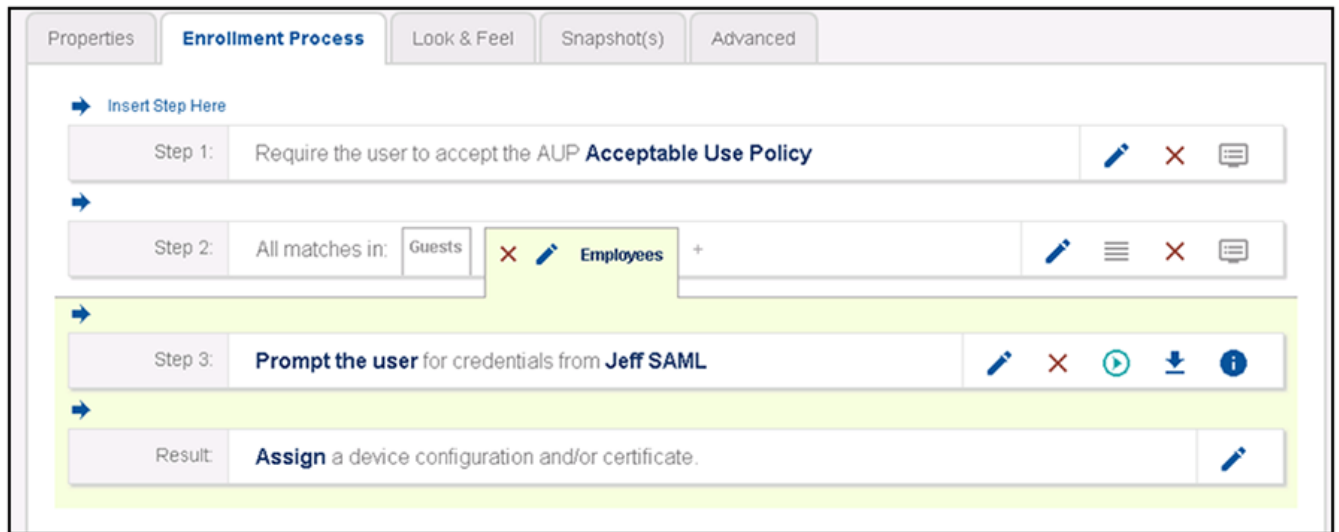 Properties Enrollment Process Look & Feel Snapshot(s) Advanced
Insert Step Here
Step 1: Require the user to accept the AUP Acceptable Use Policy
Step 2: All matches in: Guests Employees +
Step 3: Prompt the user for credentials from Jeff SAML
Result: Assign a device configuration and/or certificate.